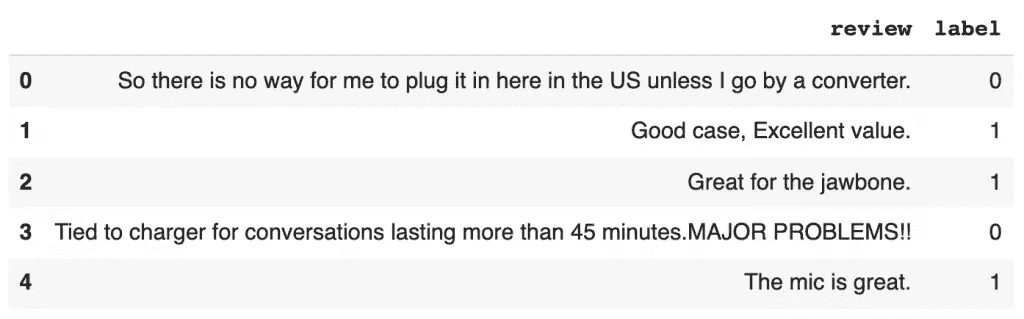 review label
0 So there is no way for me to plug it in here in the US unless I go by a converter. 0
1 Good case, Excellent value. 1
2 Great for the jawbone. 1
3 Tied to charger for conversations lasting more than 45 minutes.MAJOR PROBLEMS!! 0
4 The mic is great. 1